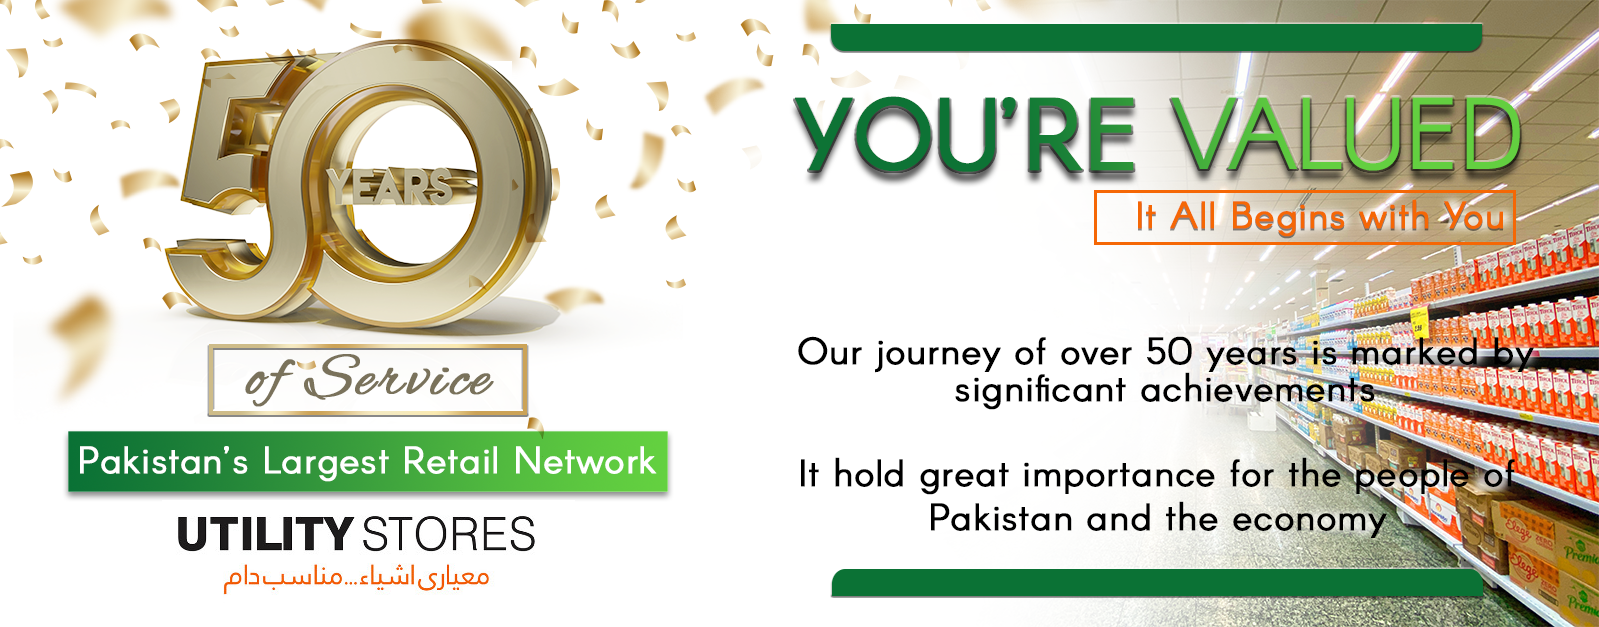 50
YEARS
of Service
Pakistan's Largest Retail Network
UTILITY STORES
معیاری اشیاء...مناسب دام
YOU'RE VALUED
It All Begins with You
Our journey of over 50 years is marked by
significant achievements
It hold great importance for the people of
Pakistan and the economy
Elegê
Premi